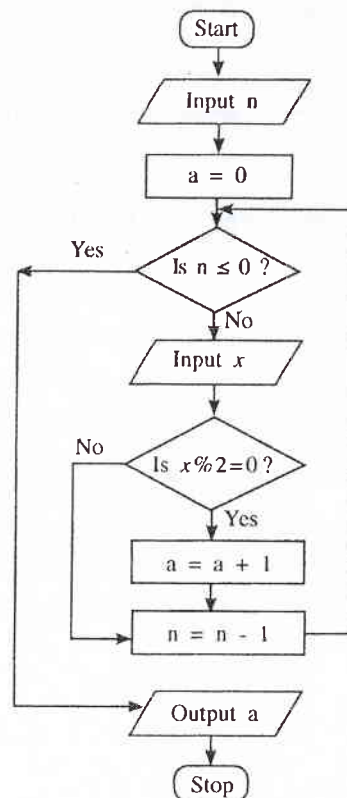 Start
Input n
a = 0
Yes
Is n ≤ 0 ?
No
Input x
No
Is x%2=0 ?
Yes
a = a + 1
n = n - 1
Output a
Stop